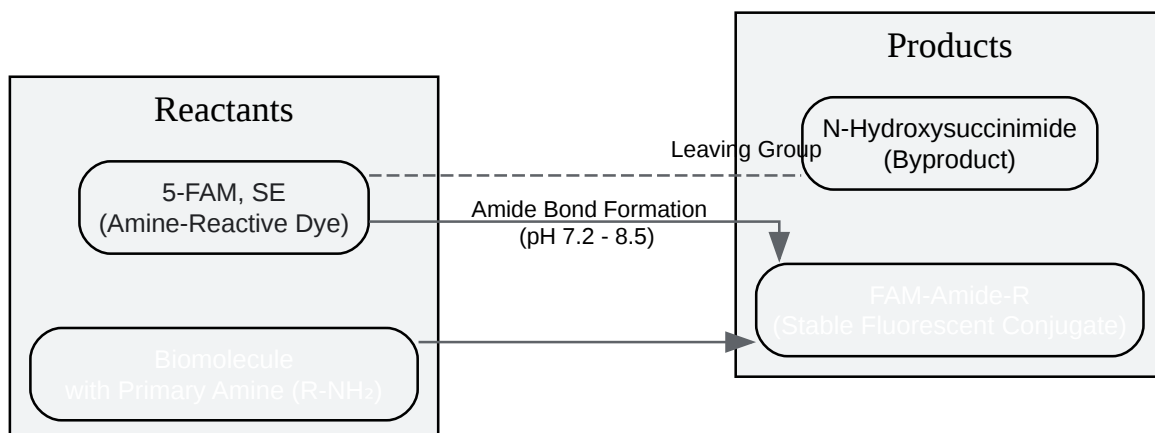 Reactants
5-FAM, SE
(Amine-Reactive Dye)
Biomolecule
with Primary Amine (R-NH₂)
Leaving Group
Amide Bond Formation
(pH 7.2 - 8.5)
Products
N-Hydroxysuccinimide
(Byproduct)
FAM-Amide-R
(Stable Fluorescent Conjugate)